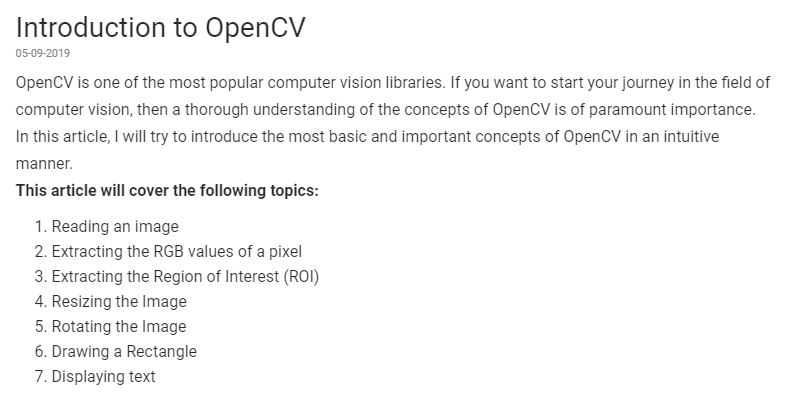 Introduction to OpenCV
05-09-2019
OpenCV is one of the most popular computer vision libraries. If you want to start your journey in the field of
computer vision, then a thorough understanding of the concepts of OpenCV is of paramount importance.
In this article, I will try to introduce the most basic and important concepts of OpenCV in an intuitive
manner.
This article will cover the following topics:
1. Reading an image
2. Extracting the RGB values of a pixel
3. Extracting the Region of Interest (ROI)
4. Resizing the Image
5. Rotating the Image
6. Drawing a Rectangle
7. Displaying text